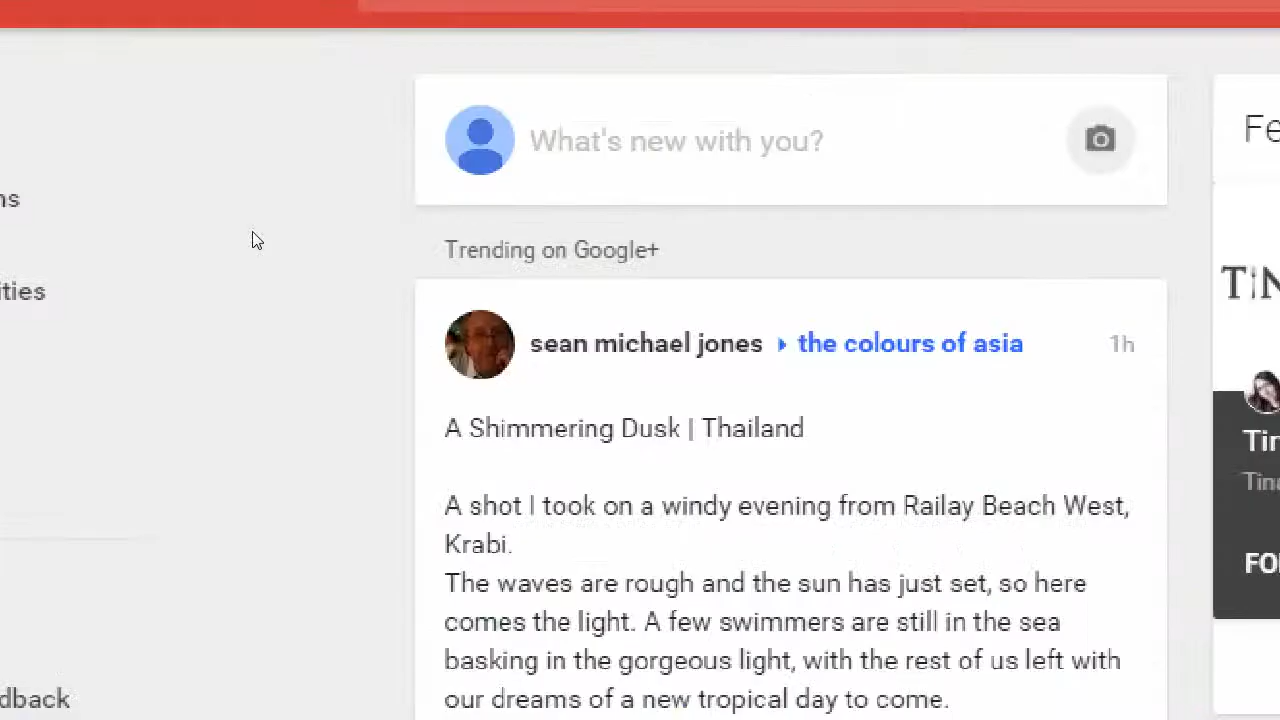 What's new with you?
Trending on Google+
sean michael jones ▸ the colours of asia 1h
A Shimmering Dusk | Thailand
A shot I took on a windy evening from Railay Beach West,
Krabi.
The waves are rough and the sun has just set, so here
comes the light. A few swimmers are still in the sea
basking in the gorgeous light, with the rest of us left with
our dreams of a new tropical day to come.